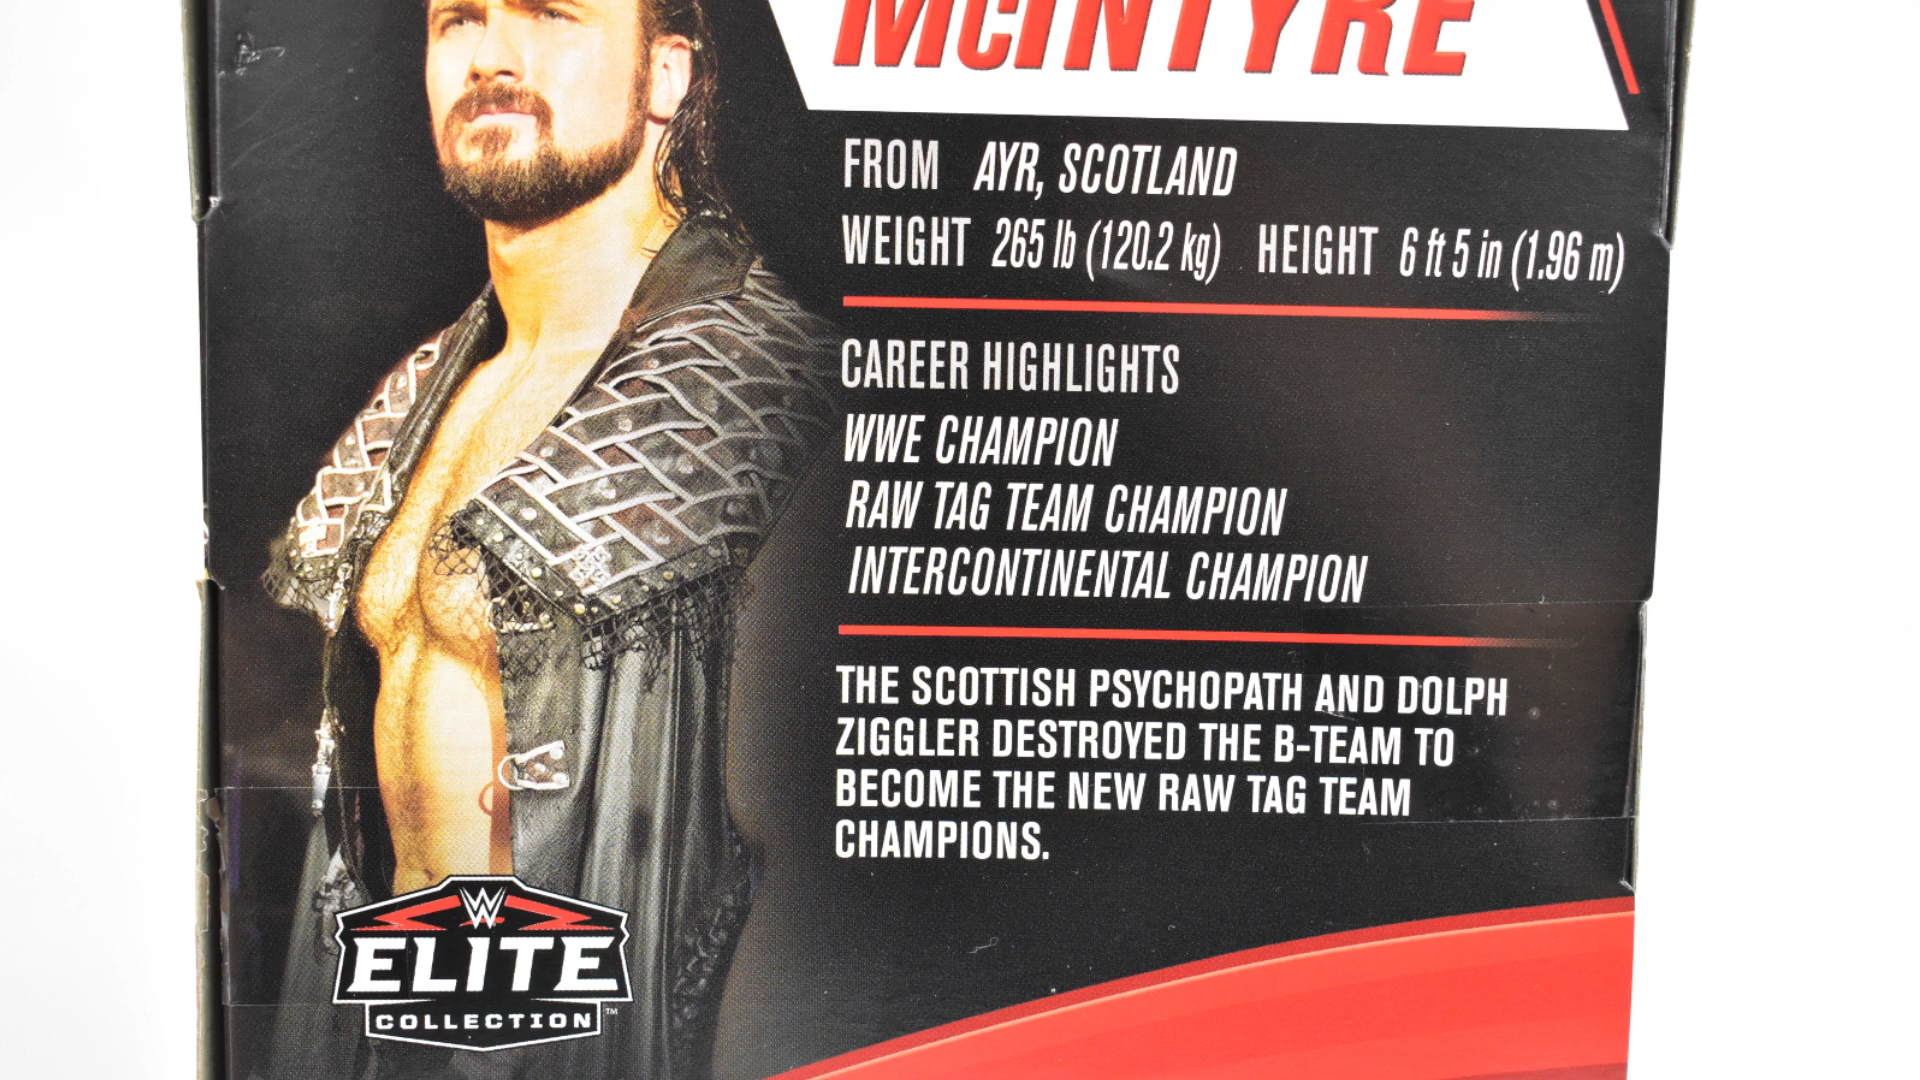 McINTYRE
FROM AYR, SCOTLAND
WEIGHT 265 lb (120.2 kg) HEIGHT 6 ft 5 in (1.96 m)
CAREER HIGHLIGHTS
WWE CHAMPION
RAW TAG TEAM CHAMPION
INTERCONTINENTAL CHAMPION
THE SCOTTISH PSYCHOPATH AND DOLPH
ZIGGLER DESTROYED THE B-TEAM TO
BECOME THE NEW RAW TAG TEAM
CHAMPIONS.
W
ELITE
COLLECTION™